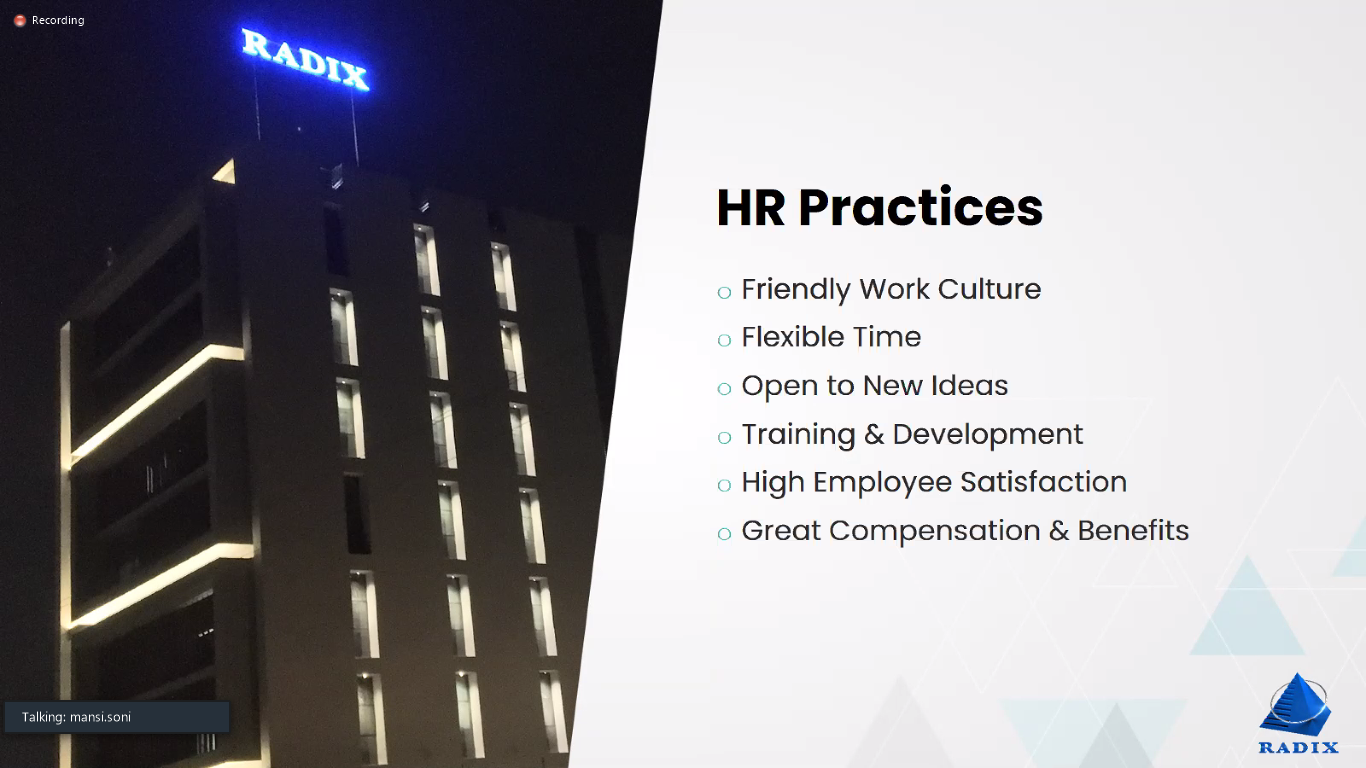 Recording
RADIX
HR Practices
Friendly Work Culture
Flexible Time
Open to New Ideas
Training & Development
High Employee Satisfaction
Great Compensation & Benefits
Talking: mansi.soni
RADIX